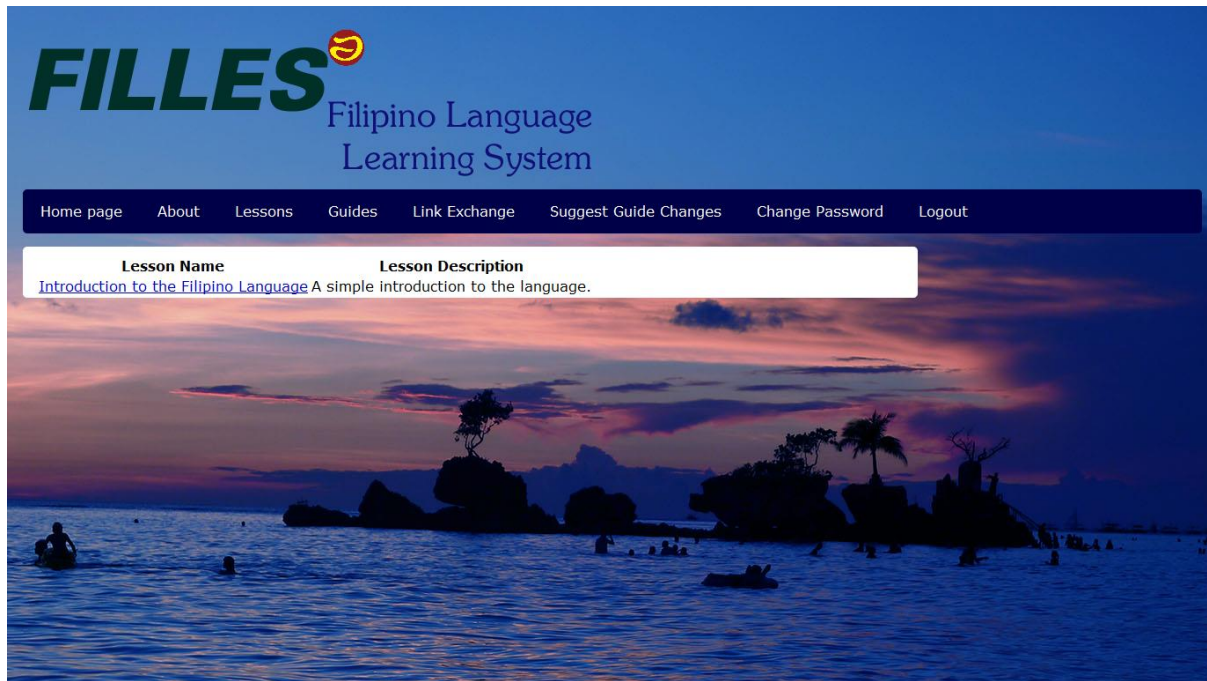 FILLES
Filipino Language
Learning System
Home page About Lessons Guides Link Exchange Suggest Guide Changes Change Password Logout
Lesson Name Lesson Description
Introduction to the Filipino Language A simple introduction to the language.